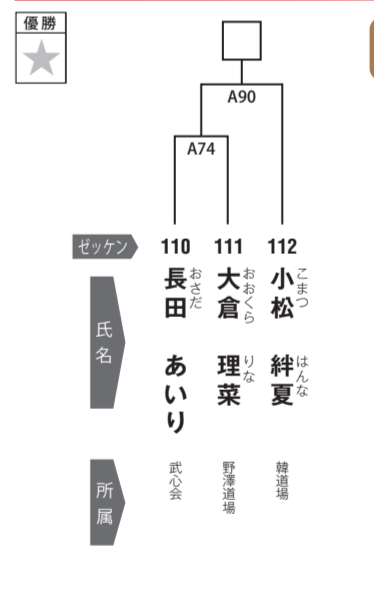 優勝
A90
A74
ゼッケン
110
111
112
氏名
長田 あいり
おさだ
大倉 理菜
おおくら りな
小松 絆夏
こまつ はんな
所属
武心会
野澤道場
韓道場